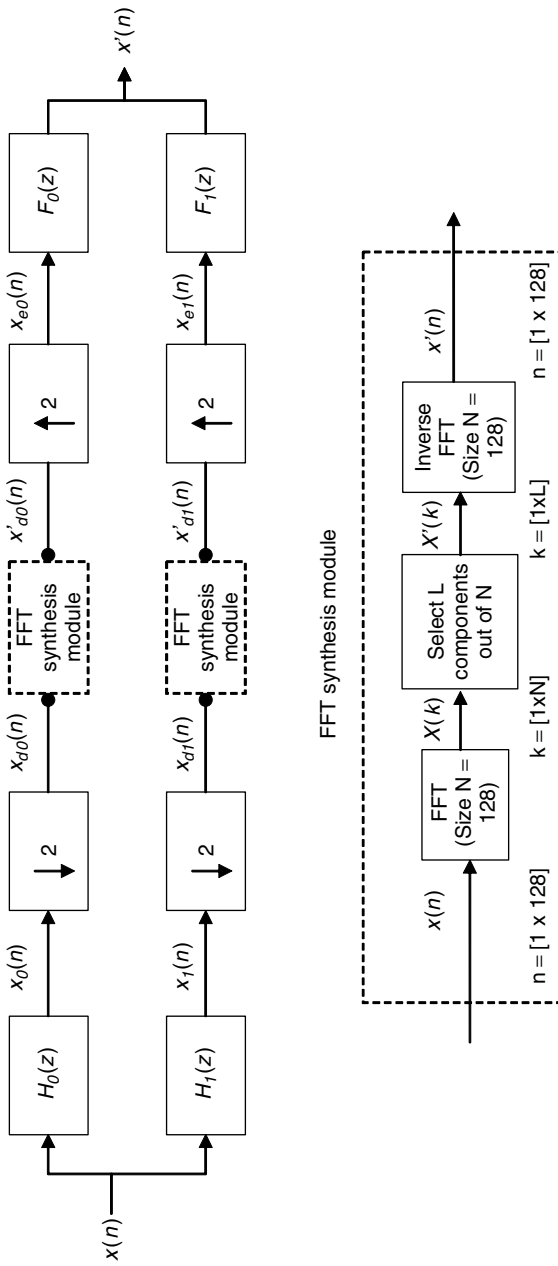 x(n)
H0(z)
x0(n)
2
xd0(n)
FFT
synthesis
module
x'd0(n)
2
xe0(n)
F0(z)
x'(n)
H1(z)
x1(n)
2
xd1(n)
FFT
synthesis
module
x'd1(n)
2
xe1(n)
F1(z)
FFT synthesis module
x(n)
n = [1 x 128]
FFT
(Size N =
128)
X(k)
k = [1xN]
Select L
components
out of N
X'(k)
k = [1xL]
Inverse
FFT
(Size N =
128)
x'(n)
n = [1 x 128]